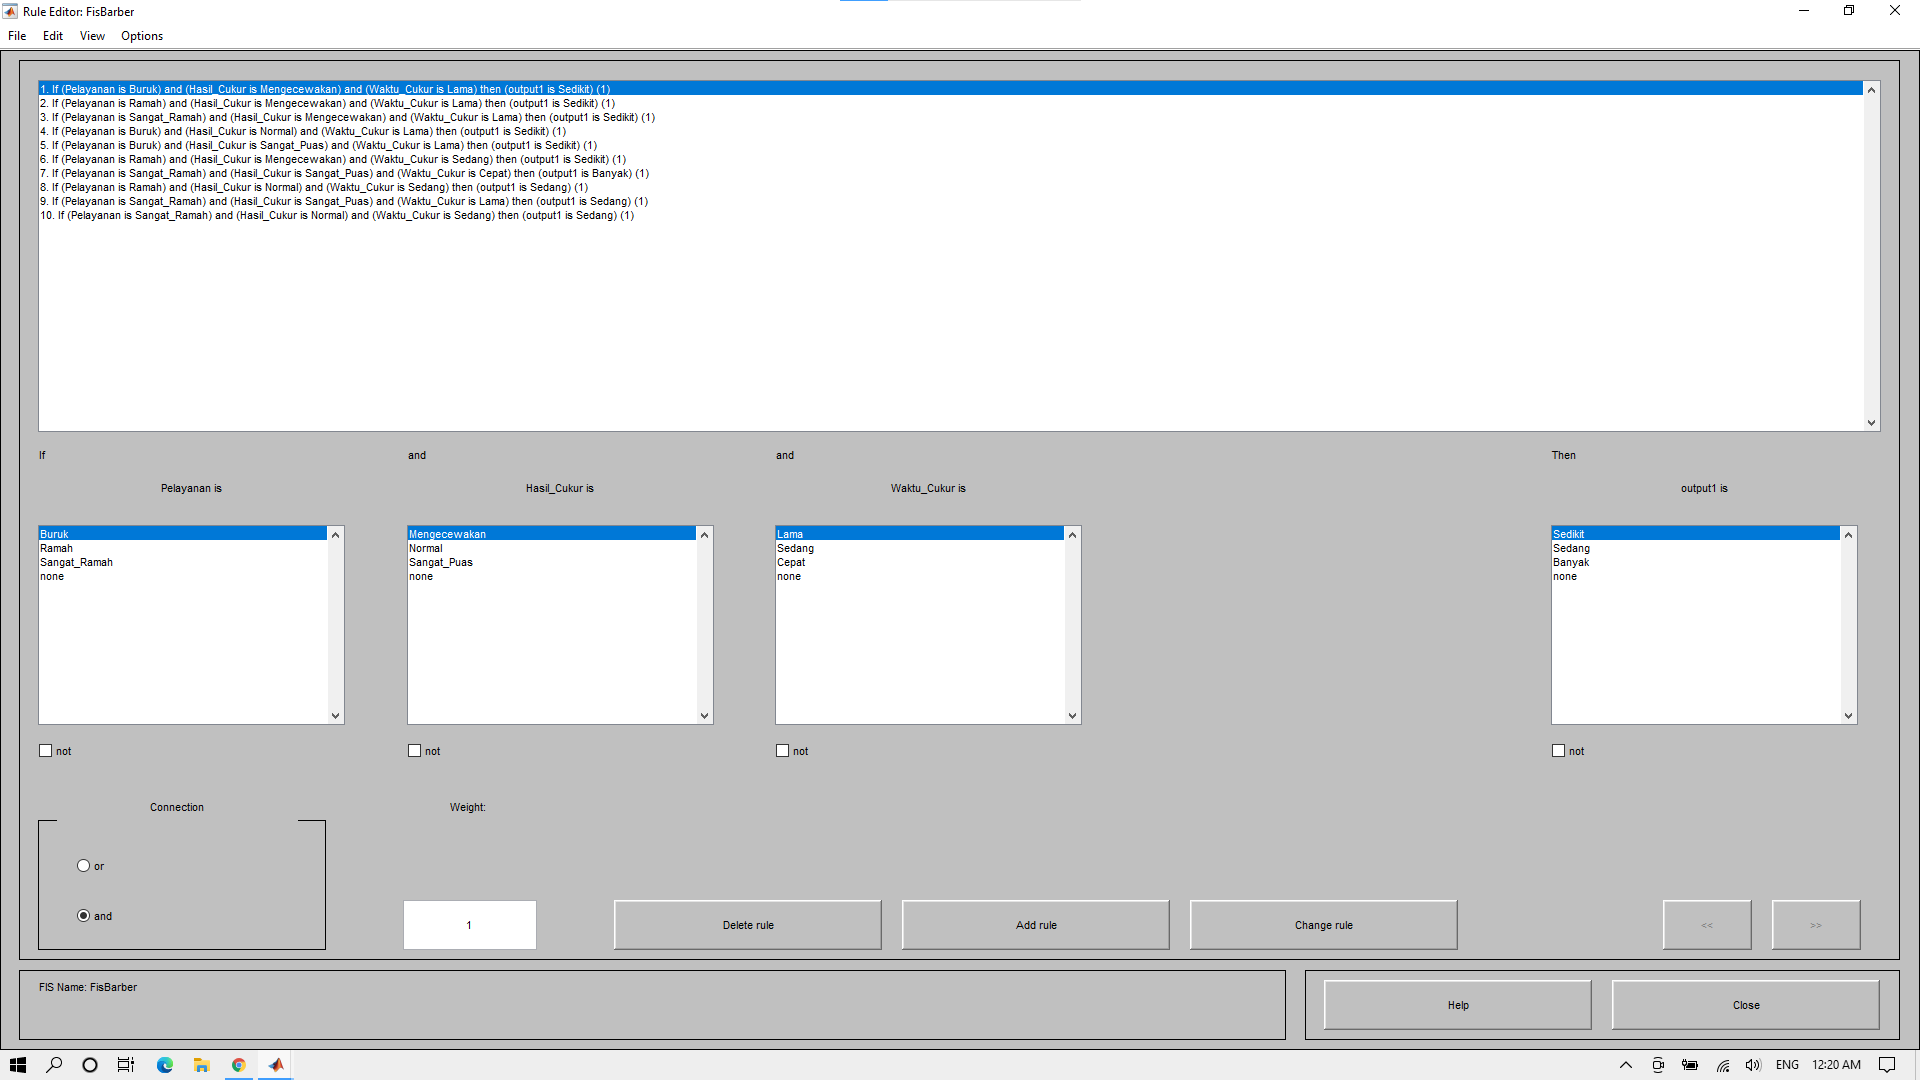 Rule Editor: FisBarber
File Edit View Options
1. If (Pelayanan is Buruk) and (Hasil_Cukur is Mengecewakan) and (Waktu_Cukur is Lama) then (output1 is Sedikit) (1)
2. If (Pelayanan is Ramah) and (Hasil_Cukur is Mengecewakan) and (Waktu_Cukur is Lama) then (output1 is Sedikit) (1)
3. If (Pelayanan is Sangat_Ramah) and (Hasil_Cukur is Mengecewakan) and (Waktu_Cukur is Lama) then (output1 is Sedikit) (1)
4. If (Pelayanan is Buruk) and (Hasil_Cukur is Normal) and (Waktu_Cukur is Lama) then (output1 is Sedikit) (1)
5. If (Pelayanan is Buruk) and (Hasil_Cukur is Sangat_Puas) and (Waktu_Cukur is Lama) then (output1 is Sedikit) (1)
6. If (Pelayanan is Ramah) and (Hasil_Cukur is Mengecewakan) and (Waktu_Cukur is Sedang) then (output1 is Sedikit) (1)
7. If (Pelayanan is Sangat_Ramah) and (Hasil_Cukur is Sangat_Puas) and (Waktu_Cukur is Cepat) then (output1 is Banyak) (1)
8. If (Pelayanan is Ramah) and (Hasil_Cukur is Normal) and (Waktu_Cukur is Sedang) then (output1 is Sedang) (1)
9. If (Pelayanan is Sangat_Ramah) and (Hasil_Cukur is Sangat_Puas) and (Waktu_Cukur is Lama) then (output1 is Sedang) (1)
10. If (Pelayanan is Sangat_Ramah) and (Hasil_Cukur is Normal) and (Waktu_Cukur is Sedang) then (output1 is Sedang) (1)
If and and Then
Pelayanan is Hasil_Cukur is Waktu_Cukur is output1 is
Buruk Mengecewakan Lama Sedikit
Ramah Normal Sedang Sedang
Sangat_Ramah Sangat_Puas Cepat Banyak
none none none none
not not not not
Connection Weight:
or
and
1 Delete rule Add rule Change rule << >>
FIS Name: FisBarber
Help Close
ENG 12:20 AM